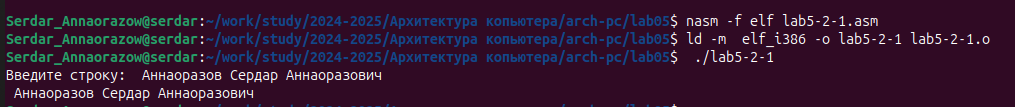 Serdar_Annaorazow@serdar:~/work/study/2024-2025/Архитектура копьютера/arch-pc/lab05$ nasm -f elf lab5-2-1.asm
Serdar_Annaorazow@serdar:~/work/study/2024-2025/Архитектура копьютера/arch-pc/lab05$ ld -m  elf_i386 -o lab5-2-1 lab5-2-1.o
Serdar_Annaorazow@serdar:~/work/study/2024-2025/Архитектура копьютера/arch-pc/lab05$  ./lab5-2-1
Введите строку:  Аннаоразов Сердар Аннаоразович
 Аннаоразов Сердар Аннаоразович